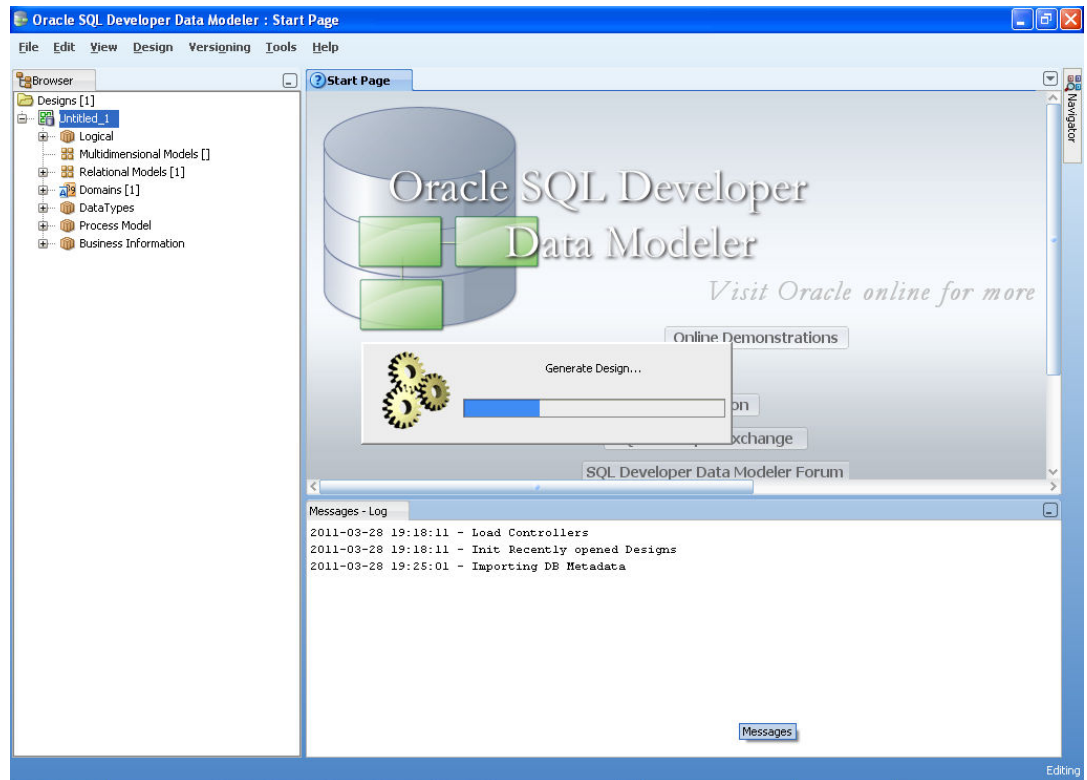 Oracle SQL Developer Data Modeler : Start Page
File Edit View Design Versioning Tools Help
Browser
Designs [1]
Untitled_1
Logical
Multidimensional Models []
Relational Models [1]
Domains [1]
DataTypes
Process Model
Business Information
Start Page
Oracle SQL Developer
Data Modeler
Visit Oracle online for more
Online Demonstrations
Generate Design...
on
xchange
SQL Developer Data Modeler Forum
Navigator
Messages - Log
2011-03-28 19:18:11 - Load Controllers
2011-03-28 19:18:11 - Init Recently opened Designs
2011-03-28 19:25:01 - Importing DB Metadata
Messages
Editing